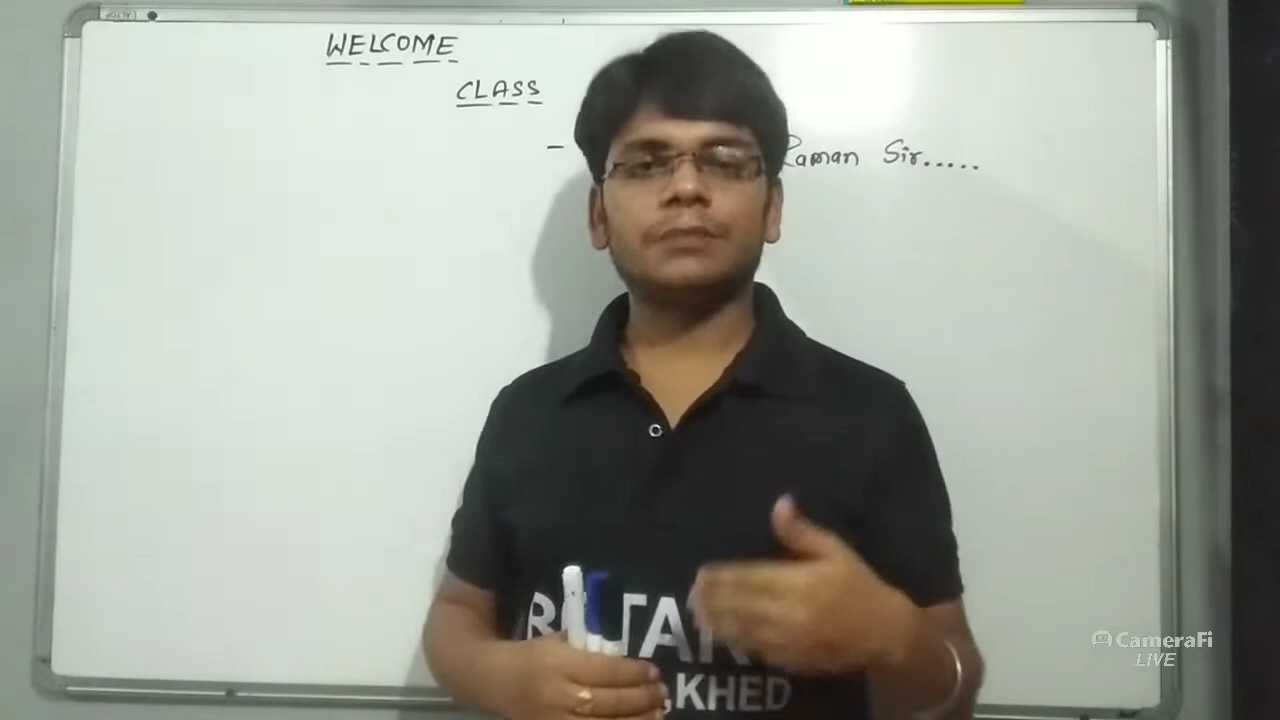 WELCOME
CLASS
- Raman Sir.....
KHED
CameraFi
LIVE